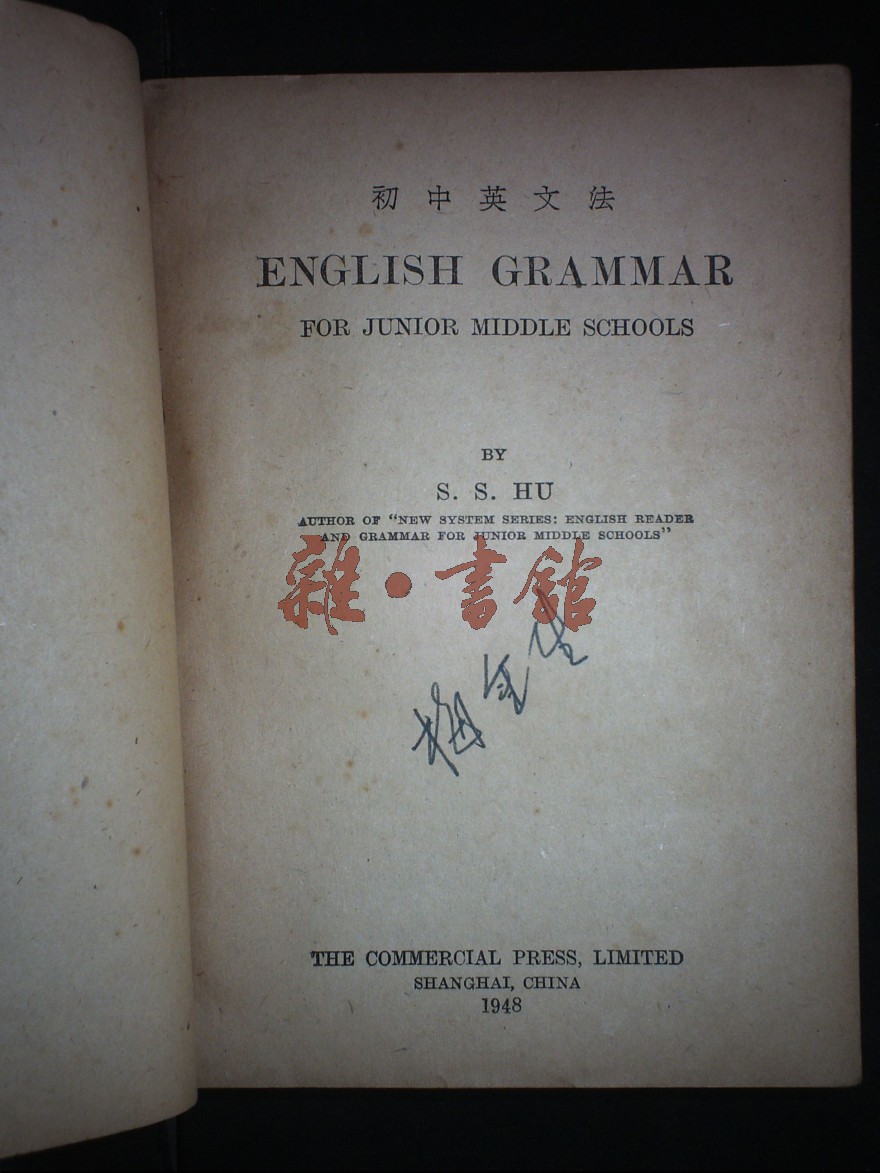 初中英文法
ENGLISH GRAMMAR
FOR JUNIOR MIDDLE SCHOOLS
BY
S. S. HU
AUTHOR OF "NEW SYSTEM SERIES: ENGLISH READER
AND GRAMMAR FOR JUNIOR MIDDLE SCHOOLS"
雜·書館
THE COMMERCIAL PRESS, LIMITED
SHANGHAI, CHINA
1948